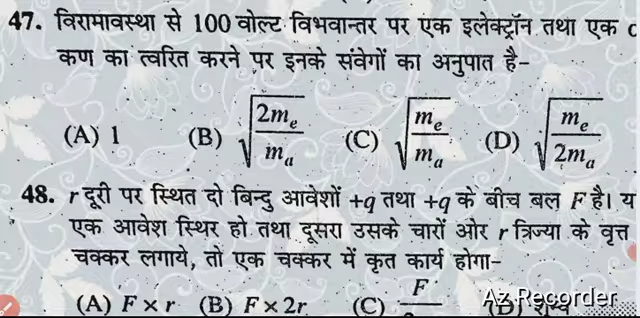 47. विरामावस्था से 100 वोल्ट विभवान्तर पर एक इलेक्ट्रॉन तथा एक α
कण का त्वरित करने पर इनके संवेगों का अनुपात है-
(A) 1 (B) √(2mₑ/mₐ) (C) √(mₑ/mₐ) (D) √(mₑ/2mₐ)
48. r दूरी पर स्थित दो बिन्दु आवेशों +q तथा +q के बीच बल F है। य
एक आवेश स्थिर हो तथा दूसरा उसके चारों ओर r त्रिज्या के वृत्त
चक्कर लगाये, तो एक चक्कर में कृत कार्य होगा-
(A) F × r (B) F × 2r (C) F (D) शून्य
Az Recorder